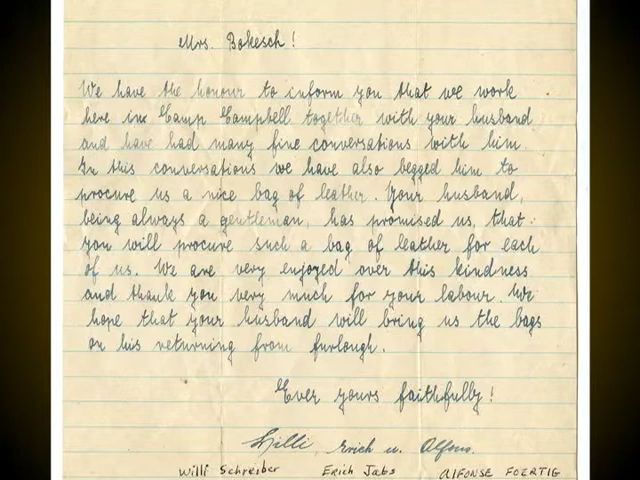 Mrs. Bokesch!
We have the honour to inform you that we work
here in Camp Campbell together with your husband
and have had many fine conversations with him.
In this conversations we have also begged him to
procure us a nice bag of leather. Your husband,
being always a gentleman, has promised us, that
you will procure such a bag of leather for each
of us. We are very enjoyed over this kindness
and thank you very much for your labour. We
hope that your husband will bring us the bags
on his returning from furlough.
Ever yours faithfully!
Willi, Erich u. Alfons.
Willi Schreiber Erich Jabs Alfonse Foertig